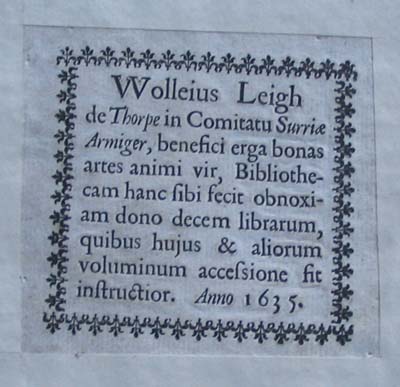 Wolleius Leigh
de Thorpe in Comitatu Surriæ
Armiger, benefici erga bonas
artes animi vir, Bibliothe-
cam hanc ſibi fecit obnoxi-
am dono decem librarum,
quibus hujus & aliorum
voluminum acceſſione fit
inſtructior. Anno 1635.